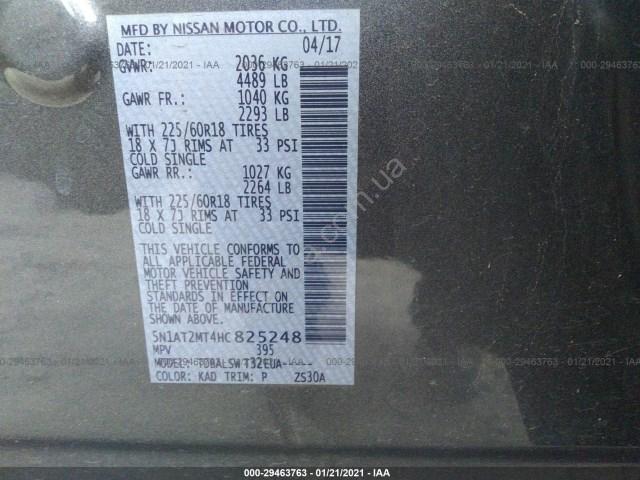 MFD BY NISSAN MOTOR CO., LTD.
DATE: 04/17
GVWR: 2036 KG
4489 LB
GAWR FR.: 1040 KG
2293 LB
WITH 225/60R18 TIRES
18 X 7J RIMS AT 33 PSI
COLD SINGLE
GAWR RR.: 1027 KG
2264 LB
WITH 225/60R18 TIRES
18 X 7J RIMS AT 33 PSI
COLD SINGLE
THIS VEHICLE CONFORMS TO
ALL APPLICABLE FEDERAL
MOTOR VEHICLE SAFETY AND
THEFT PREVENTION
STANDARDS IN EFFECT ON
THE DATE OF MANUFACTURE
SHOWN ABOVE.
5N1AT2MT4HC825248
MPV 395
MODEL: TDBALSW T32EUA-
COLOR: KAD TRIM: P ZS30A
000-29463763 - 01/21/2021 - IAA